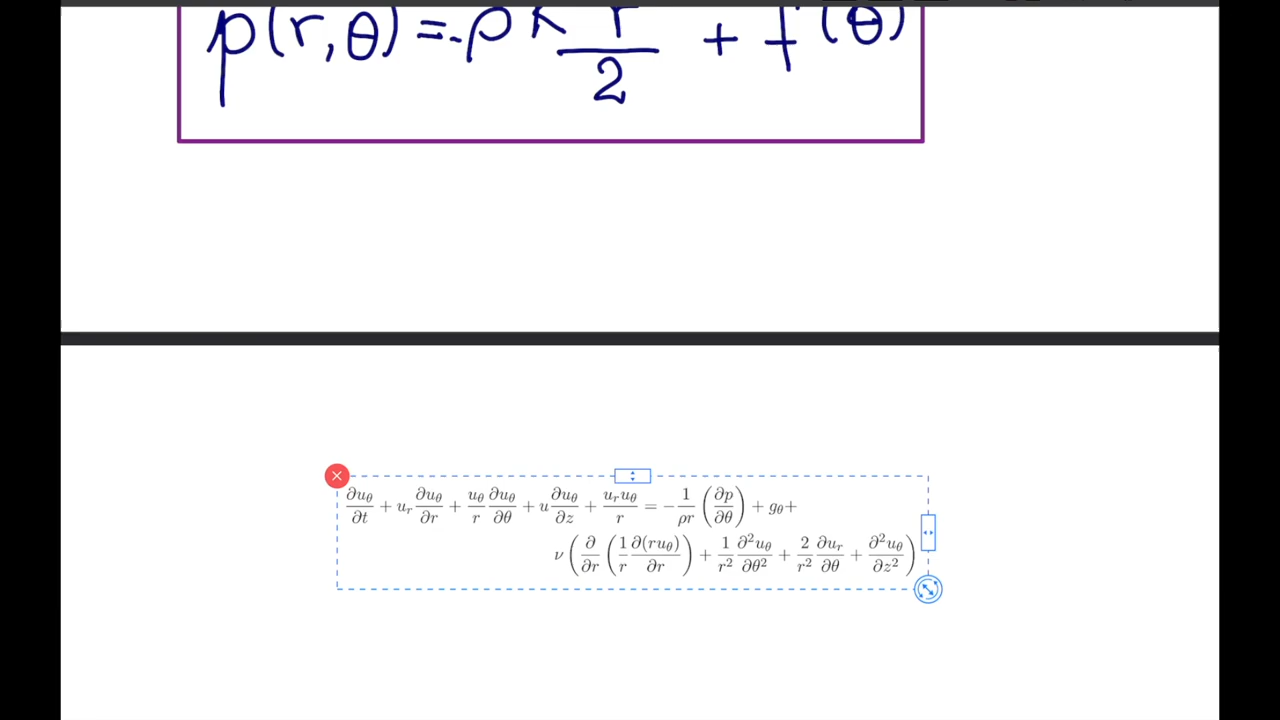 p(r,θ) = -ρ K r/2 + f(θ)
∂u_θ/∂t + u_r ∂u_θ/∂r + u_θ/r ∂u_θ/∂θ + u ∂u_θ/∂z + u_r u_θ/r = - 1/ρr (∂p/∂θ) + g_θ +
ν (∂/∂r (1/r ∂(ru_θ)/∂r) + 1/r² ∂²u_θ/∂θ² + 2/r² ∂u_r/∂θ + ∂²u_θ/∂z²)